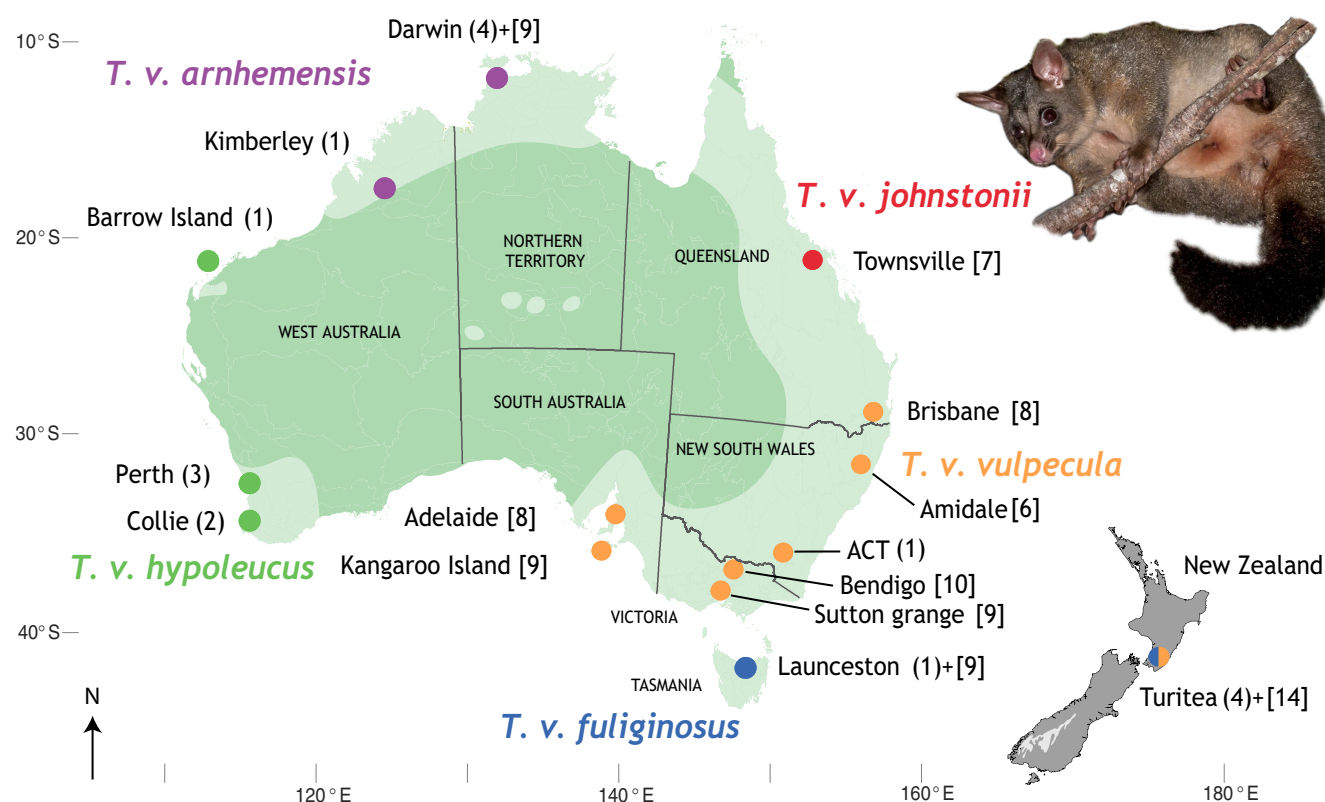 10°S
Darwin (4)+[9]
T. v. arnhemensis
Kimberley (1)
Barrow Island (1)
T. v. johnstonii
20°S
NORTHERN
TERRITORY
QUEENSLAND
Townsville [7]
WEST AUSTRALIA
SOUTH AUSTRALIA
Brisbane [8]
30°S
NEW SOUTH WALES
T. v. vulpecula
Perth (3)
Collie (2)
Adelaide [8]
Amidale [6]
T. v. hypoleucus
Kangaroo Island [9]
ACT (1)
Bendigo [10]
Sutton grange [9]
New Zealand
40°S
VICTORIA
Launceston (1)+[9]
TASMANIA
Turitea (4)+[14]
N
T. v. fuliginosus
120°E
140°E
160°E
180°E